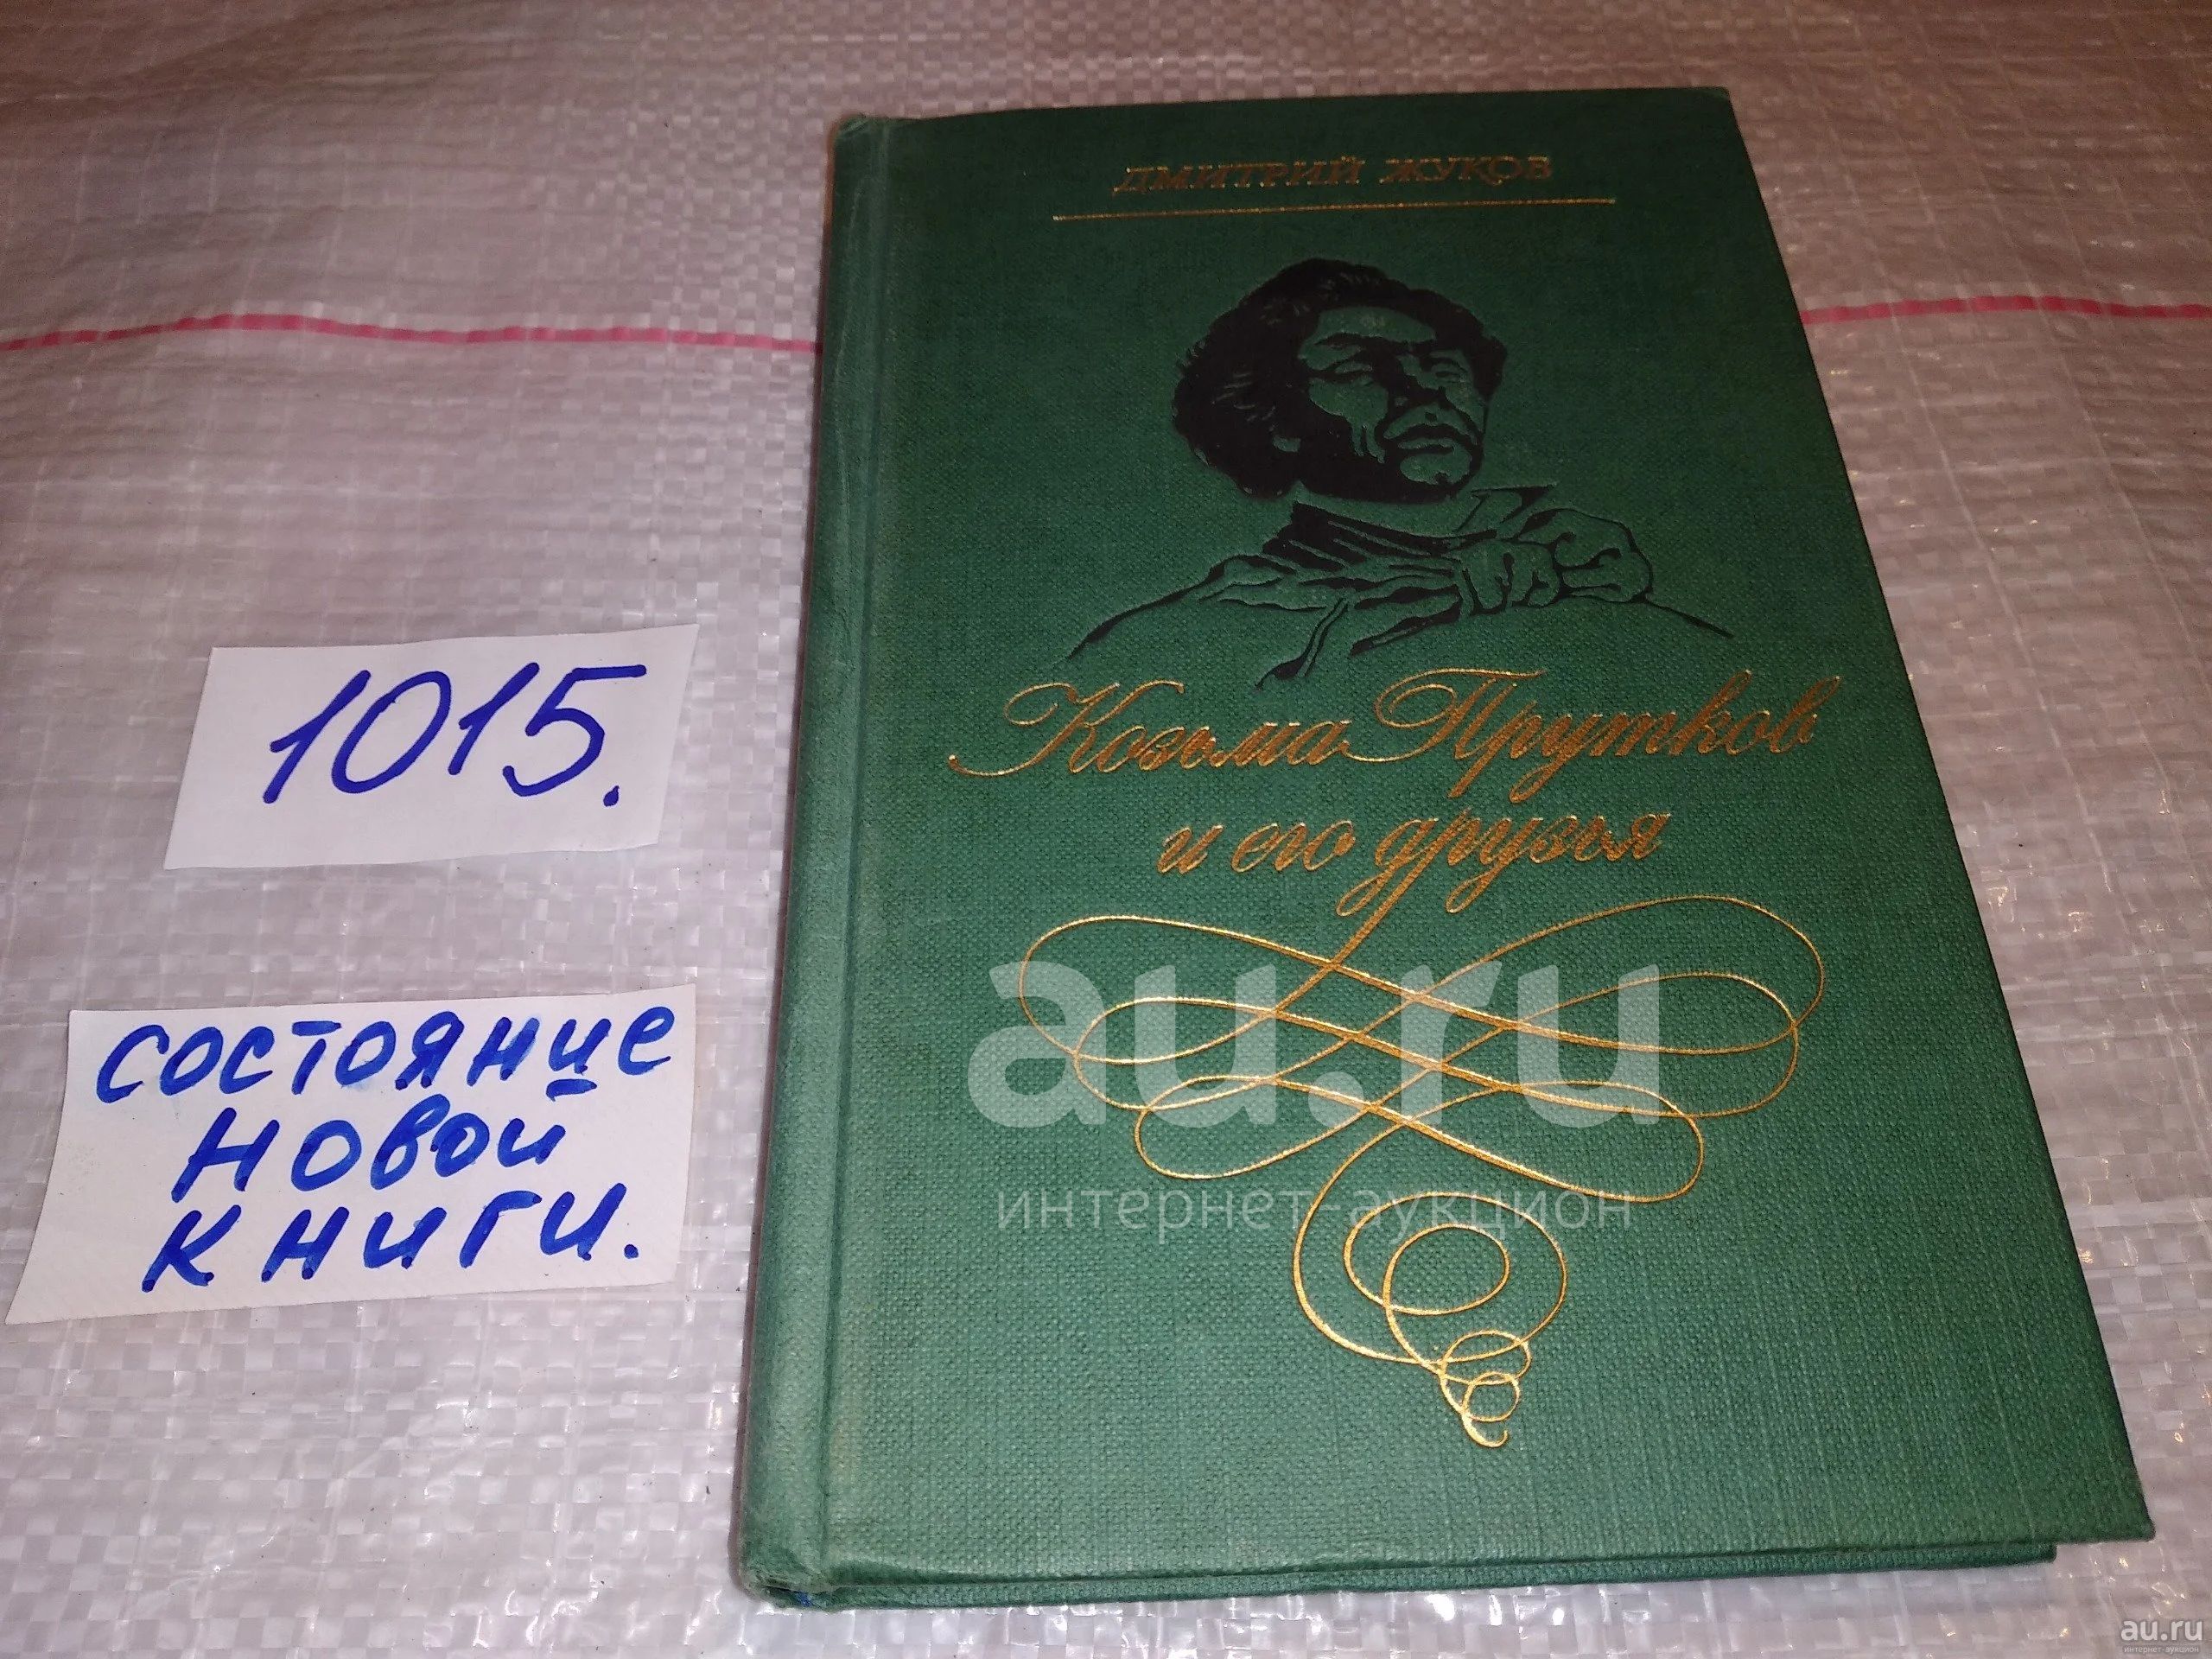 ДМИТРИЙ ЖУКОВ
Козьма Прутков
и его друзья
1015.
состояние
новой
книги.
au.ru
интернет-аукцион
au.ru
интернет-аукцион